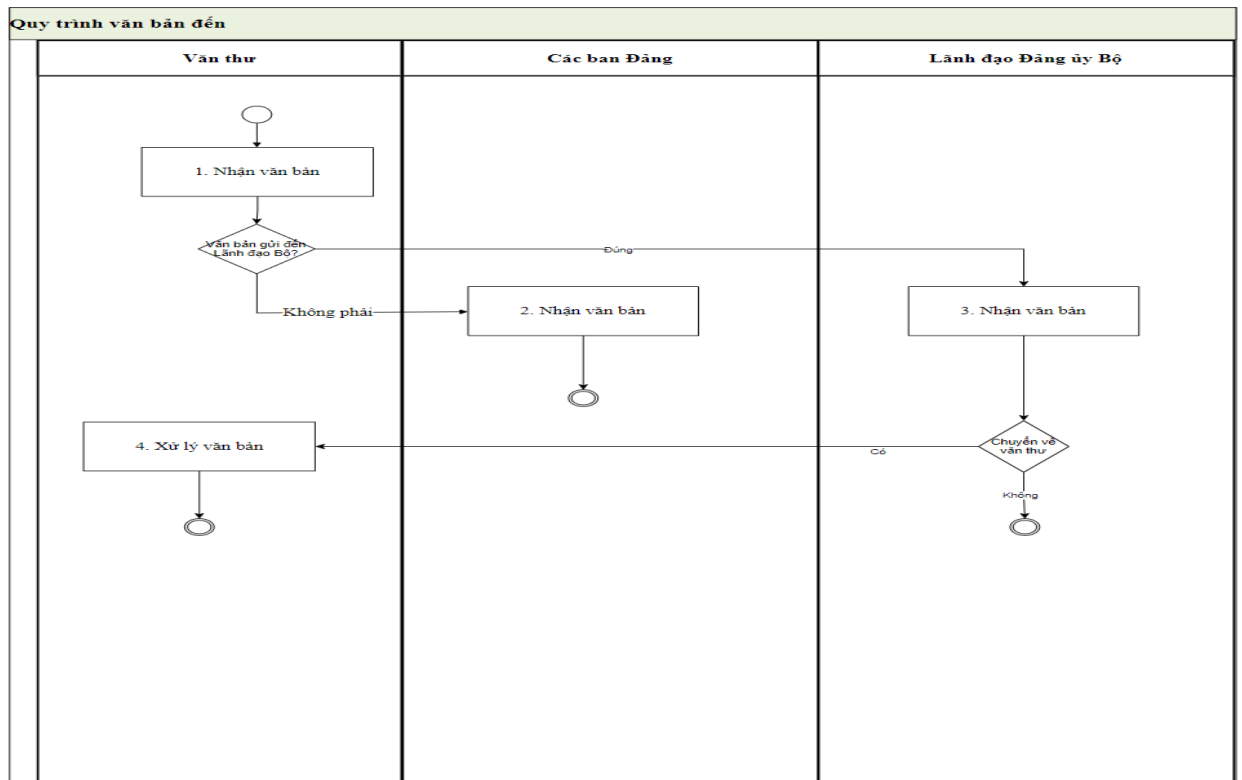 Quy trình văn bản đến
Văn thư
Các ban Đảng
Lãnh đạo Đảng ủy Bộ
1. Nhận văn bản
Văn bản gửi đến
Lãnh đạo Bộ?
Đúng
Không phải
2. Nhận văn bản
3. Nhận văn bản
4. Xử lý văn bản
Có
Chuyển về
văn thư
Không